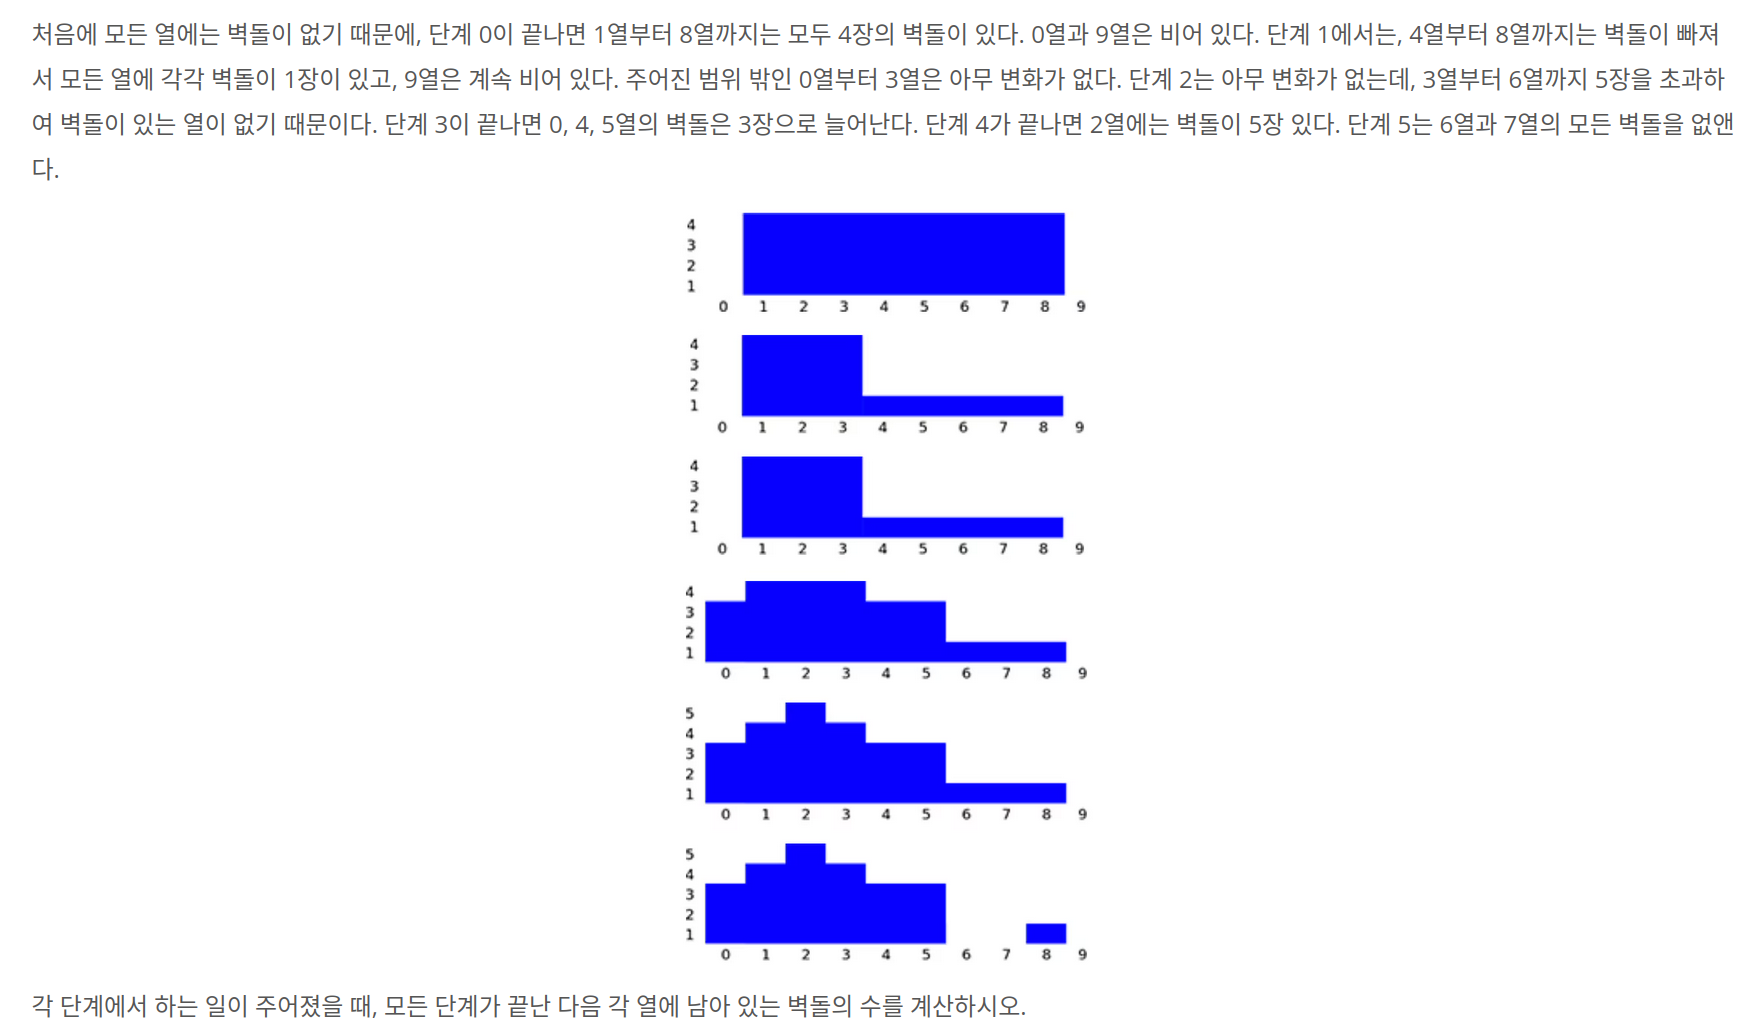 처음에 모든 열에는 벽돌이 없기 때문에, 단계 0이 끝나면 1열부터 8열까지는 모두 4장의 벽돌이 있다. 0열과 9열은 비어 있다. 단계 1에서는, 4열부터 8열까지는 벽돌이 빠져
서 모든 열에 각각 벽돌이 1장이 있고, 9열은 계속 비어 있다. 주어진 범위 밖인 0열부터 3열은 아무 변화가 없다. 단계 2는 아무 변화가 없는데, 3열부터 6열까지 5장을 초과하
여 벽돌이 있는 열이 없기 때문이다. 단계 3이 끝나면 0, 4, 5열의 벽돌은 3장으로 늘어난다. 단계 4가 끝나면 2열에는 벽돌이 5장 있다. 단계 5는 6열과 7열의 모든 벽돌을 없앤
다.
4
3
2
1
0 1 2 3 4 5 6 7 8 9
4
3
2
1
0 1 2 3 4 5 6 7 8 9
4
3
2
1
0 1 2 3 4 5 6 7 8 9
4
3
2
1
0 1 2 3 4 5 6 7 8 9
5
4
3
2
1
0 1 2 3 4 5 6 7 8 9
5
4
3
2
1
0 1 2 3 4 5 6 7 8 9
각 단계에서 하는 일이 주어졌을 때, 모든 단계가 끝난 다음 각 열에 남아 있는 벽돌의 수를 계산하시오.